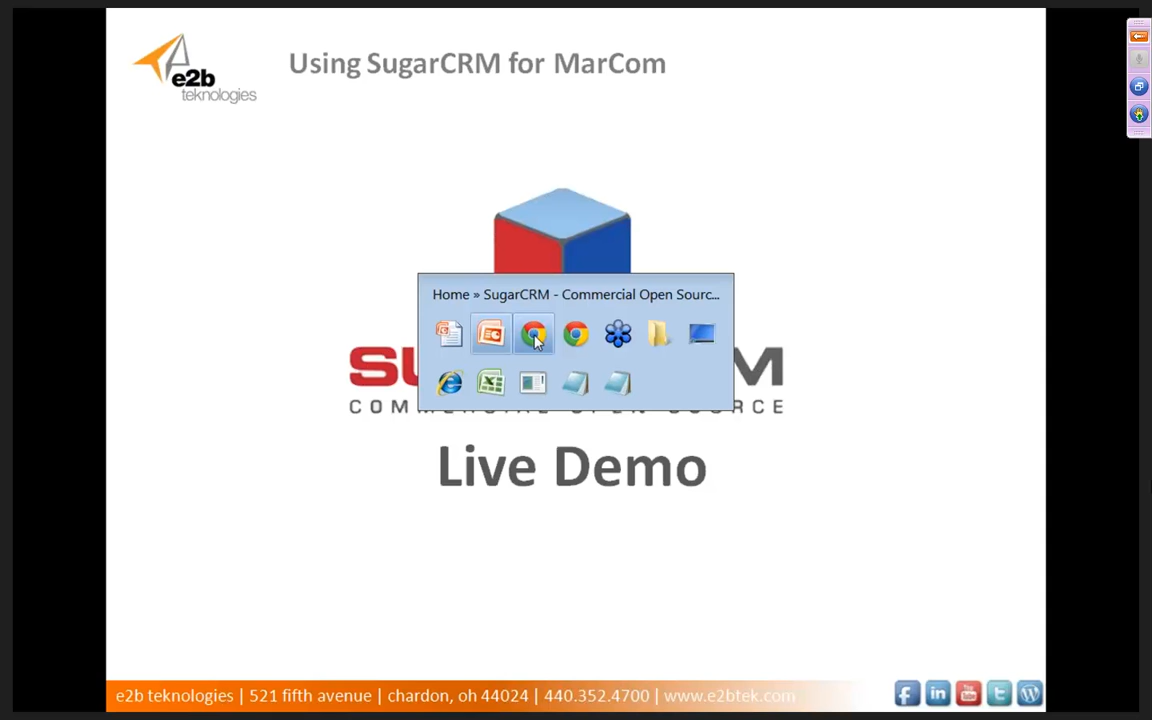 e2b
teknologies
Using SugarCRM for MarCom
Home » SugarCRM - Commercial Open Sourc...
Live Demo
e2b teknologies | 521 fifth avenue | chardon, oh 44024 | 440.352.4700 | www.e2btek.com